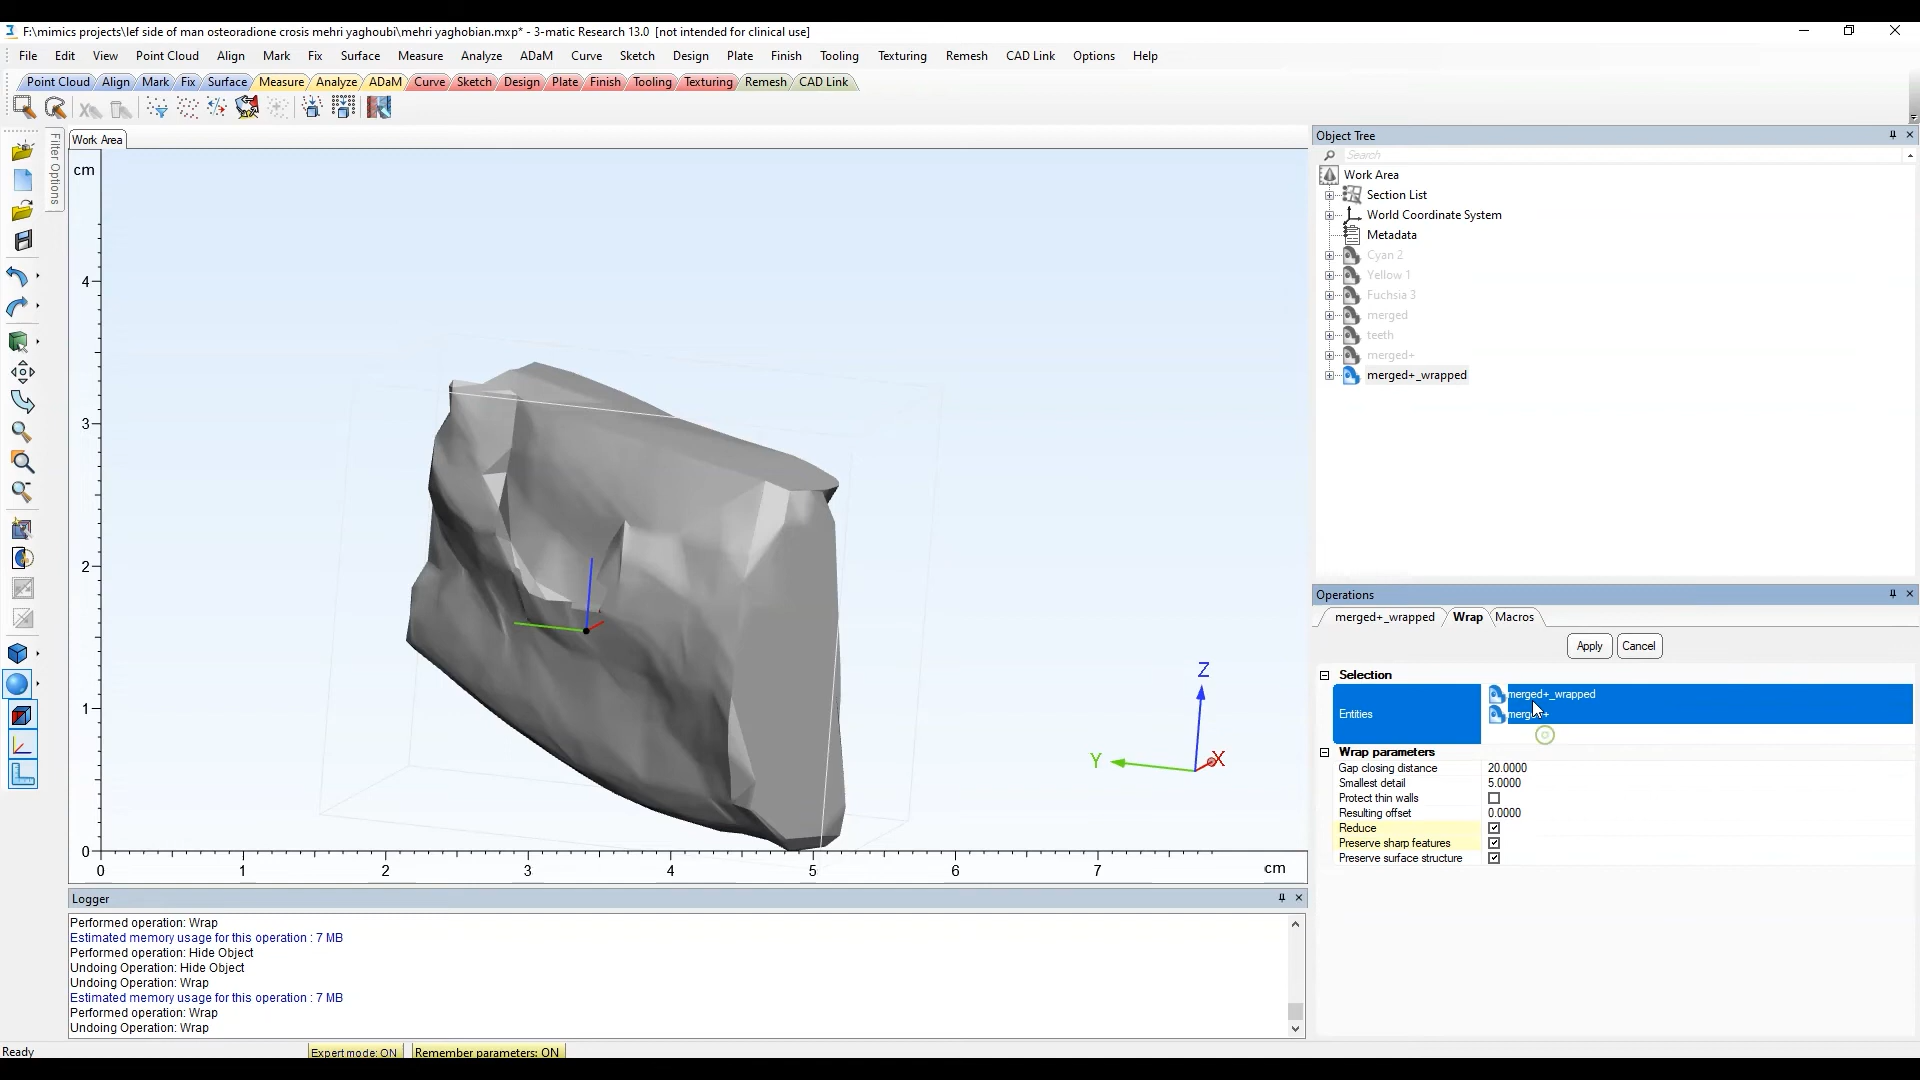 F:\mimics projects\lef side of man osteoradione crosis mehri yaghoubi\mehri yaghobian.mxp* - 3-matic Research 13.0 [not intended for clinical use]
File Edit View Point Cloud Align Mark Fix Surface Measure Analyze ADaM Curve Sketch Design Plate Finish Tooling Texturing Remesh CAD Link Options Help
Point Cloud Align Mark Fix Surface Measure Analyze ADaM Curve Sketch Design Plate Finish Tooling Texturing Remesh CAD Link
Filter Options
Work Area
cm
4
3
2
1
0
0 1 2 3 4 5 6 7 cm
Z
Y
X
Object Tree
Search
Work Area
Section List
World Coordinate System
Metadata
Cyan 2
Yellow 1
Fuchsia 3
merged
teeth
merged+
merged+_wrapped
Operations
merged+_wrapped Wrap Macros
Apply Cancel
Selection
Entities
merged+_wrapped
Wrap parameters
Gap closing distance 20.0000
Smallest detail 5.0000
Protect thin walls
Resulting offset 0.0000
Reduce
Preserve sharp features
Preserve surface structure
Logger
Performed operation: Wrap
Estimated memory usage for this operation : 7 MB
Performed operation: Hide Object
Undoing Operation: Hide Object
Undoing Operation: Wrap
Estimated memory usage for this operation : 7 MB
Performed operation: Wrap
Undoing Operation: Wrap
Ready
Expert mode: ON
Remember parameters: ON